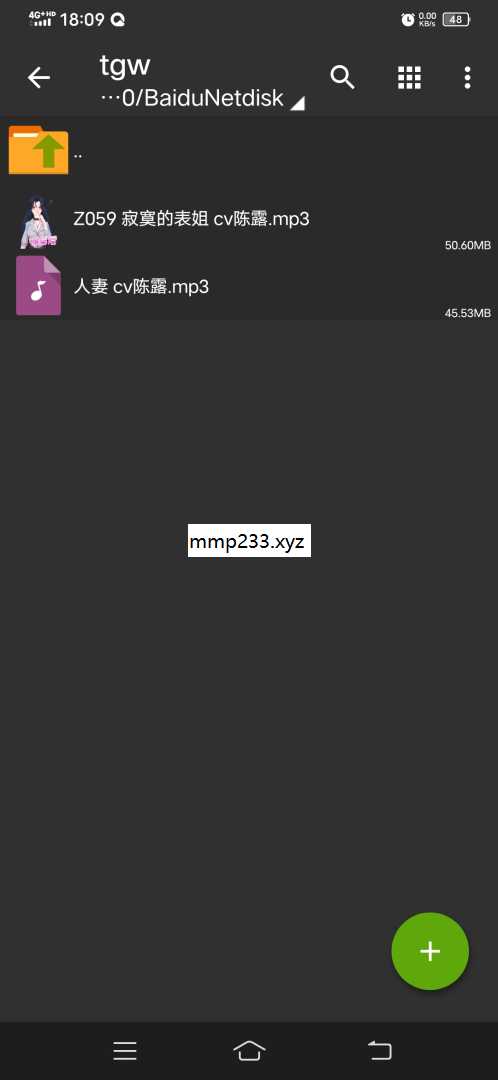 4G+HD 18:09 0.00 KB/s 48
tgw
…0/BaiduNetdisk
..
Z059 寂寞的表姐 cv陈露.mp3
50.60MB
人妻 cv陈露.mp3
45.53MB
mmp233.xyz